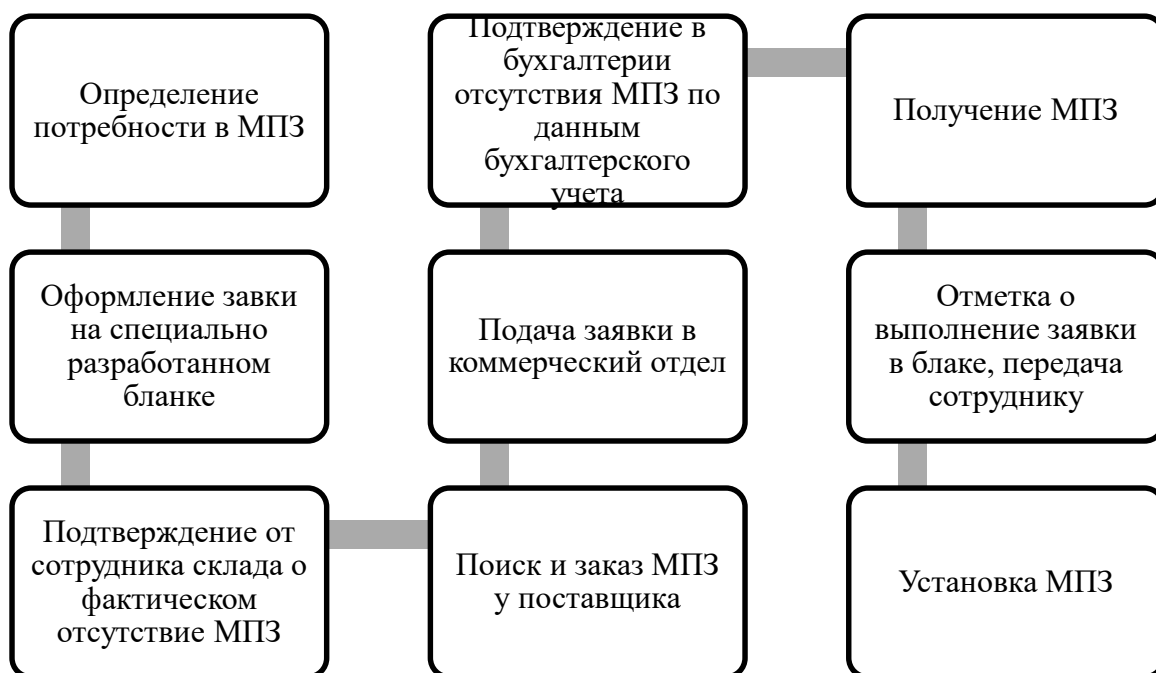 Определение
потребности в МПЗ
Оформление завки
на специально
разработанном
бланке
Подтверждение от
сотрудника склада о
фактическом
отсутствие МПЗ
Поиск и заказ МПЗ
у поставщика
Подача заявки в
коммерческий отдел
Подтверждение в
бухгалтерии
отсутствия МПЗ по
данным
бухгалтерского
учета
Получение МПЗ
Отметка о
выполнение заявки
в блаке, передача
сотруднику
Установка МПЗ